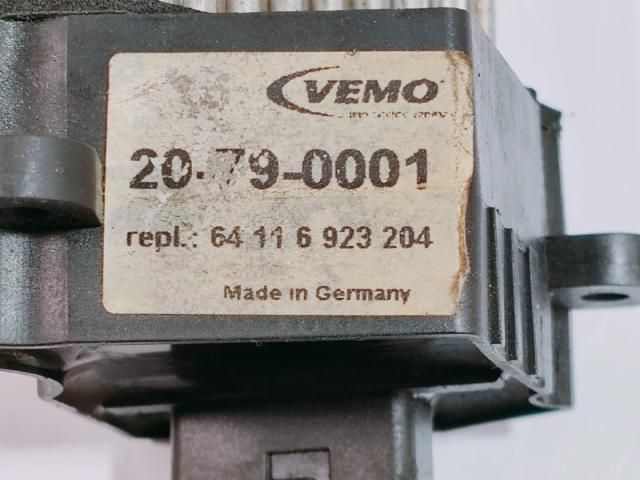 VEMO
20-79-0001
repl.: 64 11 6 923 204
Made in Germany